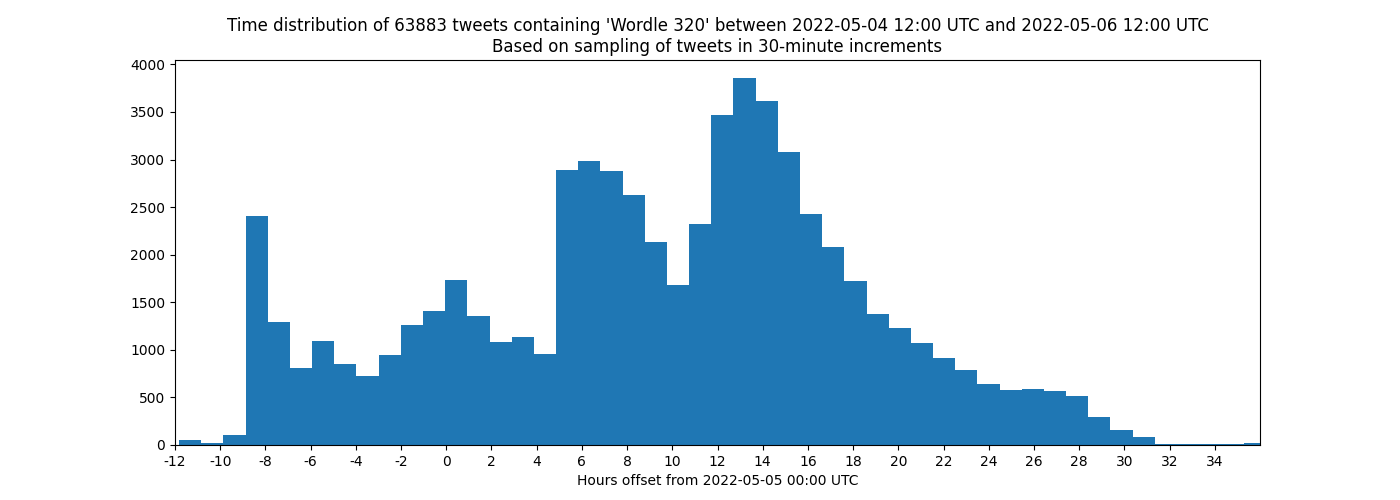 Time distribution of 63883 tweets containing 'Wordle 320' between 2022-05-04 12:00 UTC and 2022-05-06 12:00 UTC
Based on sampling of tweets in 30-minute increments
4000
3500
3000
2500
2000
1500
1000
500
0
-12 -10 -8 -6 -4 -2 0 2 4 6 8 10 12 14 16 18 20 22 24 26 28 30 32 34
Hours offset from 2022-05-05 00:00 UTC